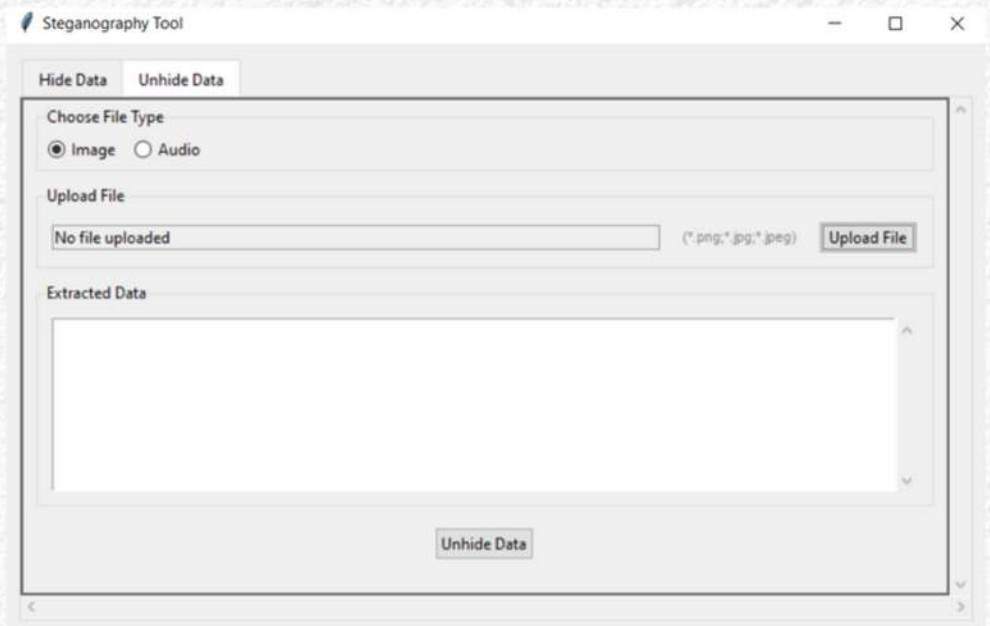 Steganography Tool
Hide Data Unhide Data
Choose File Type
Image Audio
Upload File
No file uploaded (*.png;*.jpg;*.jpeg) Upload File
Extracted Data
Unhide Data